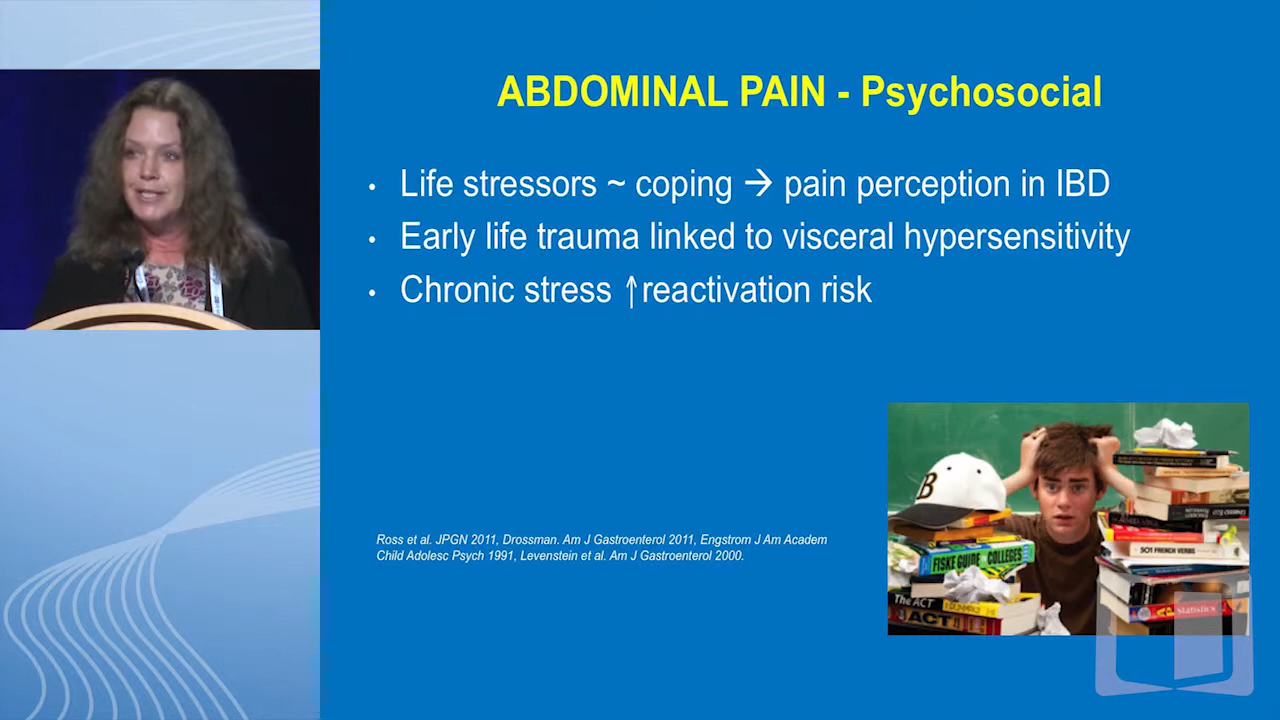 ABDOMINAL PAIN - Psychosocial
• Life stressors ~ coping → pain perception in IBD
• Early life trauma linked to visceral hypersensitivity
• Chronic stress ↑reactivation risk
Ross et al. JPGN 2011, Drossman. Am J Gastroenterol 2011, Engstrom J Am Academ
Child Adolesc Psych 1991, Levenstein et al. Am J Gastroenterol 2000.
B
FISKE GUIDE COLLEGES
The ACT
ACT
501 FRENCH VERBS
Statistics